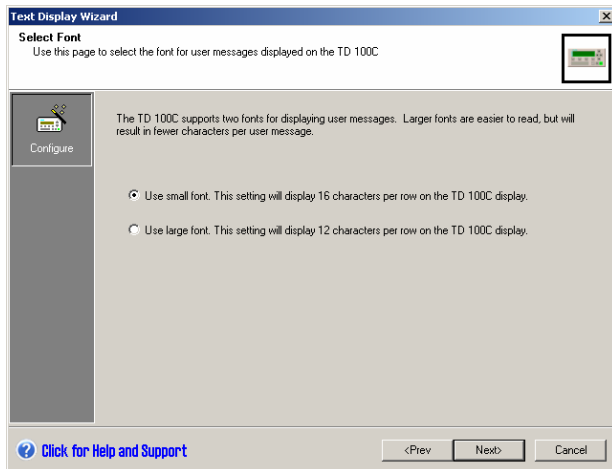 Text Display Wizard
Select Font
Use this page to select the font for user messages displayed on the TD 100C
Configure
The TD 100C supports two fonts for displaying user messages. Larger fonts are easier to read, but will
result in fewer characters per user message.
Use small font. This setting will display 16 characters per row on the TD 100C display.
Use large font. This setting will display 12 characters per row on the TD 100C display.
Click for Help and Support
<Prev
Next>
Cancel